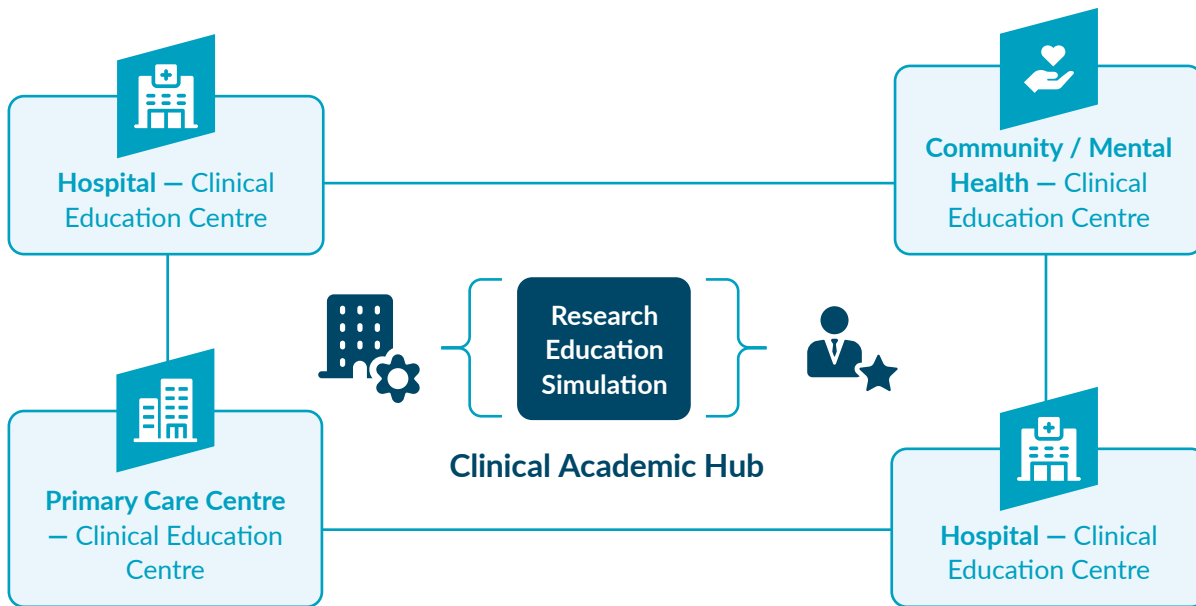 Hospital — Clinical
Education Centre
Community / Mental
Health — Clinical
Education Centre
Research
Education
Simulation
Clinical Academic Hub
Primary Care Centre
— Clinical Education
Centre
Hospital — Clinical
Education Centre